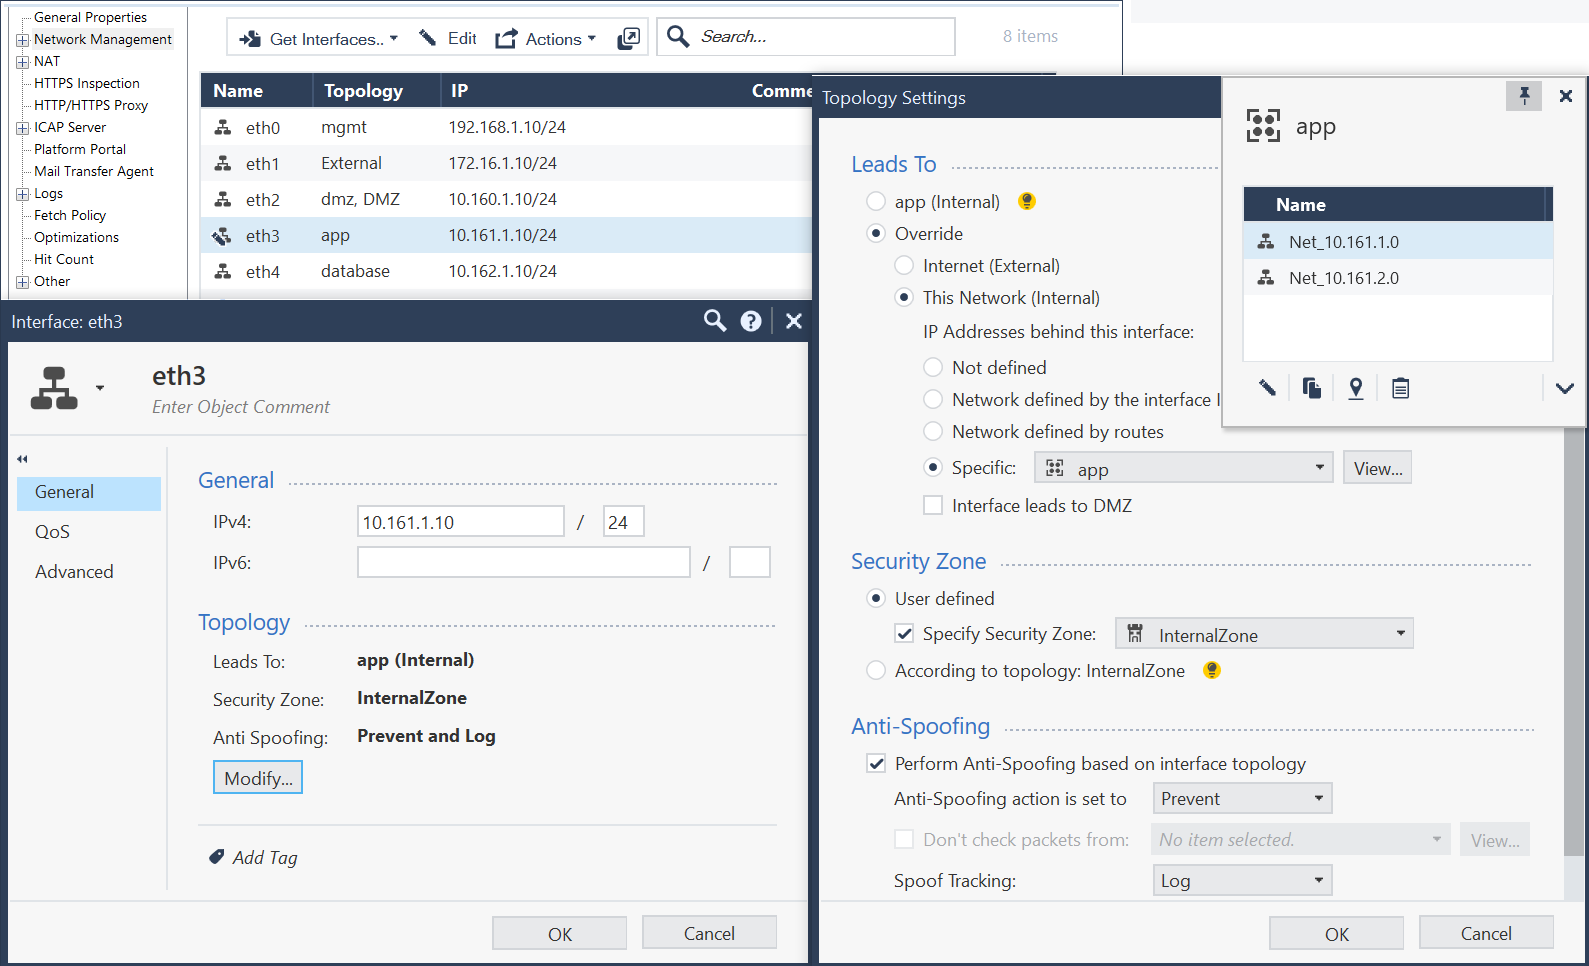 General Properties
Network Management
NAT
HTTPS Inspection
HTTP/HTTPS Proxy
ICAP Server
Platform Portal
Mail Transfer Agent
Logs
Fetch Policy
Optimizations
Hit Count
Other
Get Interfaces..
Edit
Actions
Search...
8 items
Name Topology IP Comme
eth0 mgmt 192.168.1.10/24
eth1 External 172.16.1.10/24
eth2 dmz, DMZ 10.160.1.10/24
eth3 app 10.161.1.10/24
eth4 database 10.162.1.10/24
Interface: eth3
eth3
Enter Object Comment
General
QoS
Advanced
General
IPv4: 10.161.1.10 / 24
IPv6: /
Topology
Leads To: app (Internal)
Security Zone: InternalZone
Anti Spoofing: Prevent and Log
Modify...
Add Tag
OK Cancel
Topology Settings
Leads To
app (Internal)
Override
Internet (External)
This Network (Internal)
IP Addresses behind this interface:
Not defined
Network defined by the interface I
Network defined by routes
Specific: app View...
Interface leads to DMZ
Security Zone
User defined
Specify Security Zone: InternalZone
According to topology: InternalZone
Anti-Spoofing
Perform Anti-Spoofing based on interface topology
Anti-Spoofing action is set to Prevent
Don't check packets from: No item selected. View...
Spoof Tracking: Log
OK Cancel
app
Name
Net_10.161.1.0
Net_10.161.2.0